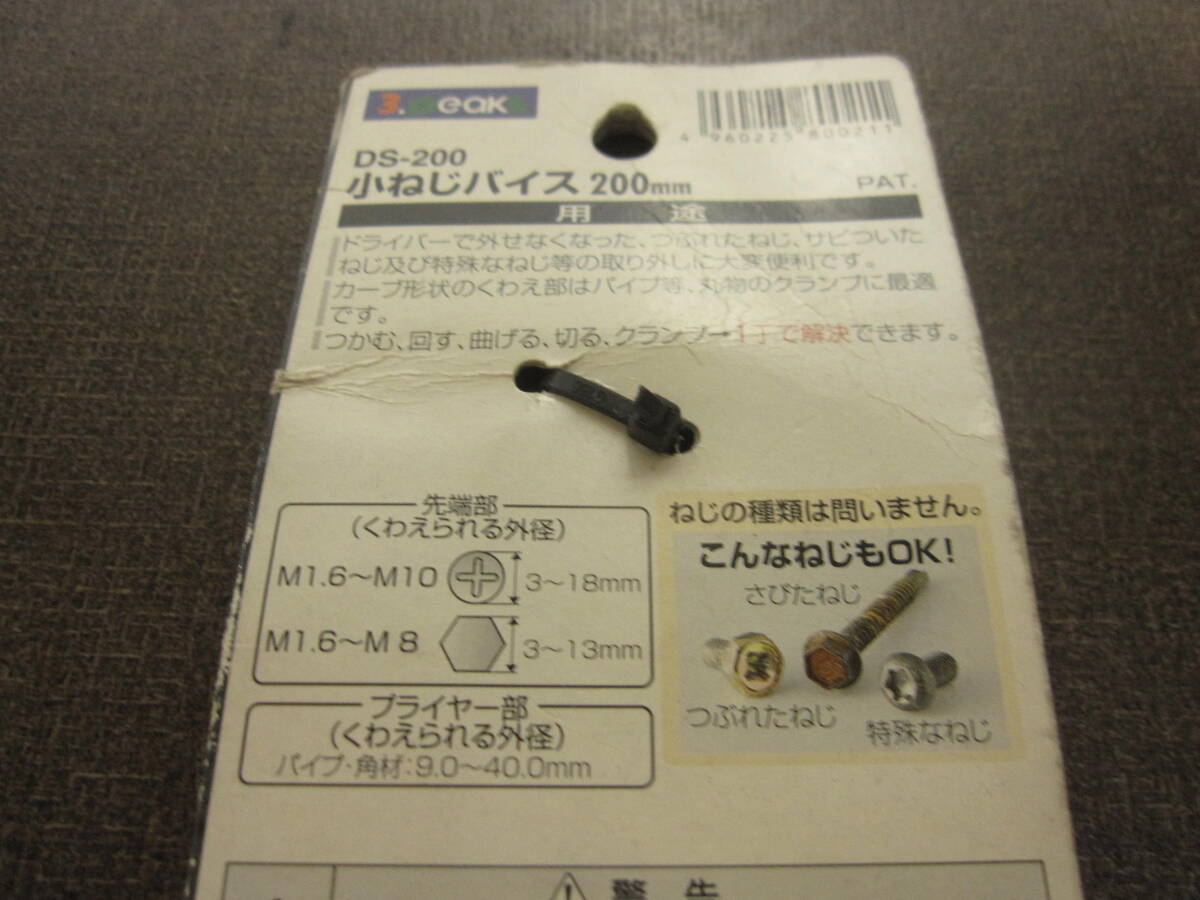 3.peaks
4 960225 800211
DS-200
小ねじバイス 200mm
PAT.
用 途
ドライバーで外せなくなった、つぶれたねじ、サビついた
ねじ及び特殊なねじ等の取り外しに大変便利です。
カーブ形状のくわえ部はパイプ等、丸物のクランプに最適
です。
つかむ、回す、曲げる、切る、クランプ→1丁で解決できます。
先端部
(くわえられる外径)
M1.6〜M10 3〜18mm
M1.6〜M 8 3〜13mm
プライヤー部
(くわえられる外径)
パイプ・角材:9.0〜40.0mm
ねじの種類は問いません。
こんなねじもOK!
さびたねじ
つぶれたねじ
特殊なねじ
警 告